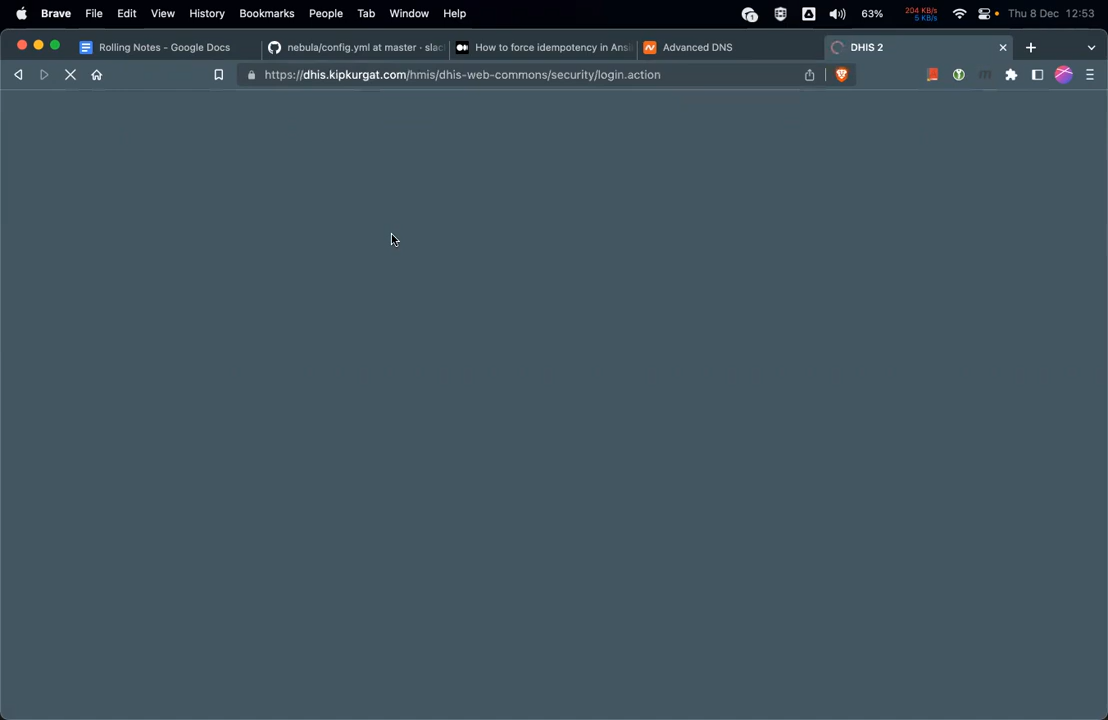 Brave File Edit View History Bookmarks People Tab Window Help 1 A 63% 204 KB/s 5 KB/s Thu 8 Dec 12:53
Rolling Notes - Google Docs nebula/config.yml at master · slac How to force idempotency in Ansi Advanced DNS DHIS 2
https://dhis.kipkurgat.com/hmis/dhis-web-commons/security/login.action